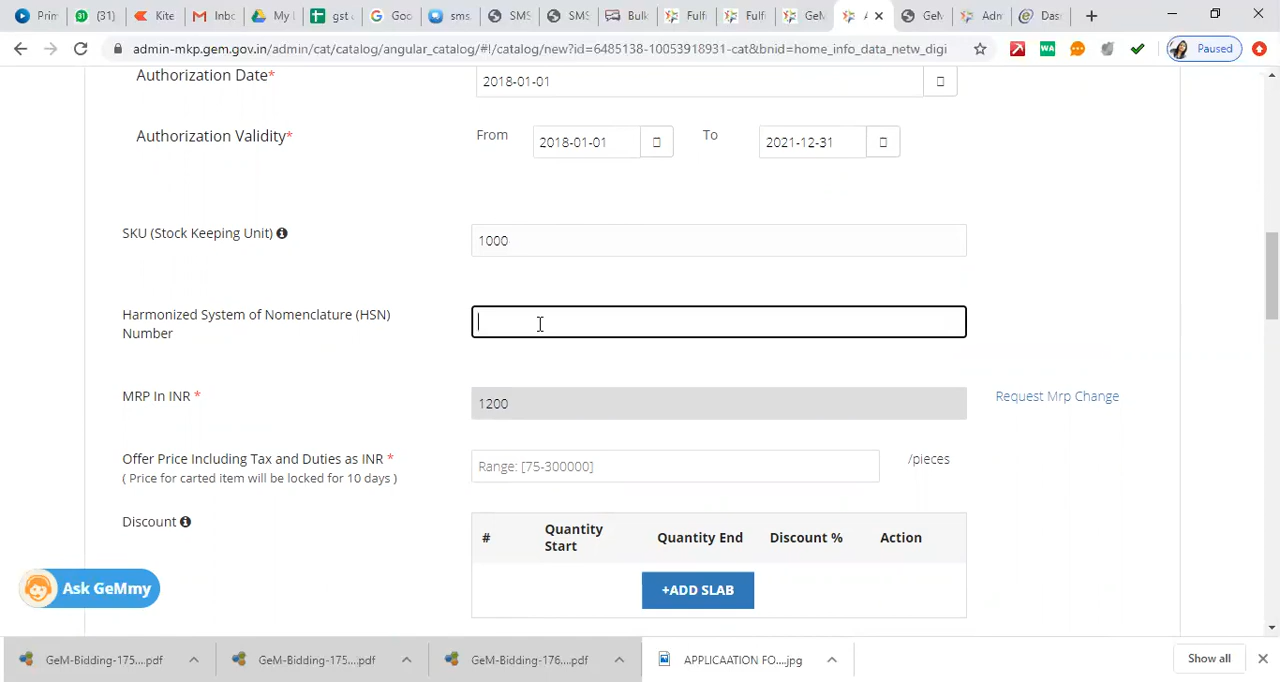 Prim
(31)
Kite
Inbo
My I
gst
Goo
sms.
SMS
SMS
Bulk
Fulfi
Fulfi
GeM
A
GeM
Adm
Das
admin-mkp.gem.gov.in/admin/cat/catalog/angular_catalog/#!/catalog/new?id=6485138-10053918931-cat&bnid=home_info_data_netw_digi
WA
Paused
Authorization Date*
2018-01-01
Authorization Validity*
From
2018-01-01
To
2021-12-31
SKU (Stock Keeping Unit)
1000
Harmonized System of Nomenclature (HSN)
Number
MRP In INR *
1200
Request Mrp Change
Offer Price Including Tax and Duties as INR *
Range: [75-300000]
/pieces
( Price for carted item will be locked for 10 days )
Discount
#
Quantity
Start
Quantity End
Discount %
Action
+ADD SLAB
Ask GeMmy
GeM-Bidding-175....pdf
GeM-Bidding-175....pdf
GeM-Bidding-176....pdf
APPLICAATION FO....jpg
Show all